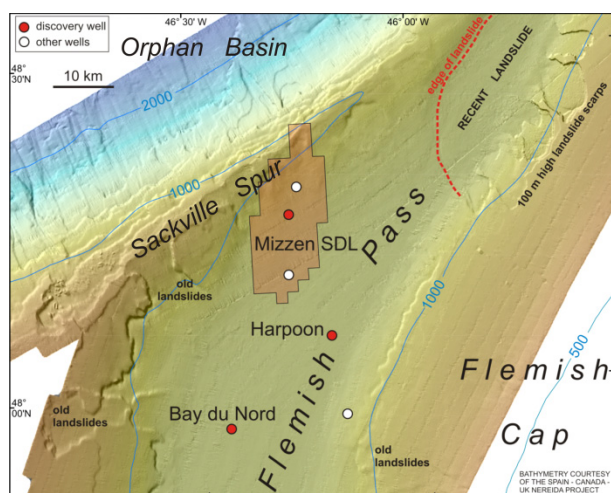 46°30'W
46°00'W
discovery well
other wells
Orphan Basin
48°
30'N
10 km
2000
edge of landslide
RECENT LANDSLIDE
100 m high landslide scarps
1000
Sackville Spur
Pass
Mizzen SDL
old
landslides
1000
Harpoon
500
Flemish
Flemish
48°
00'N
Bay du Nord
Cap
old
landslides
old
landslides
BATHYMETRY COURTESY
OF THE SPAIN - CANADA -
UK NEREIDA PROJECT